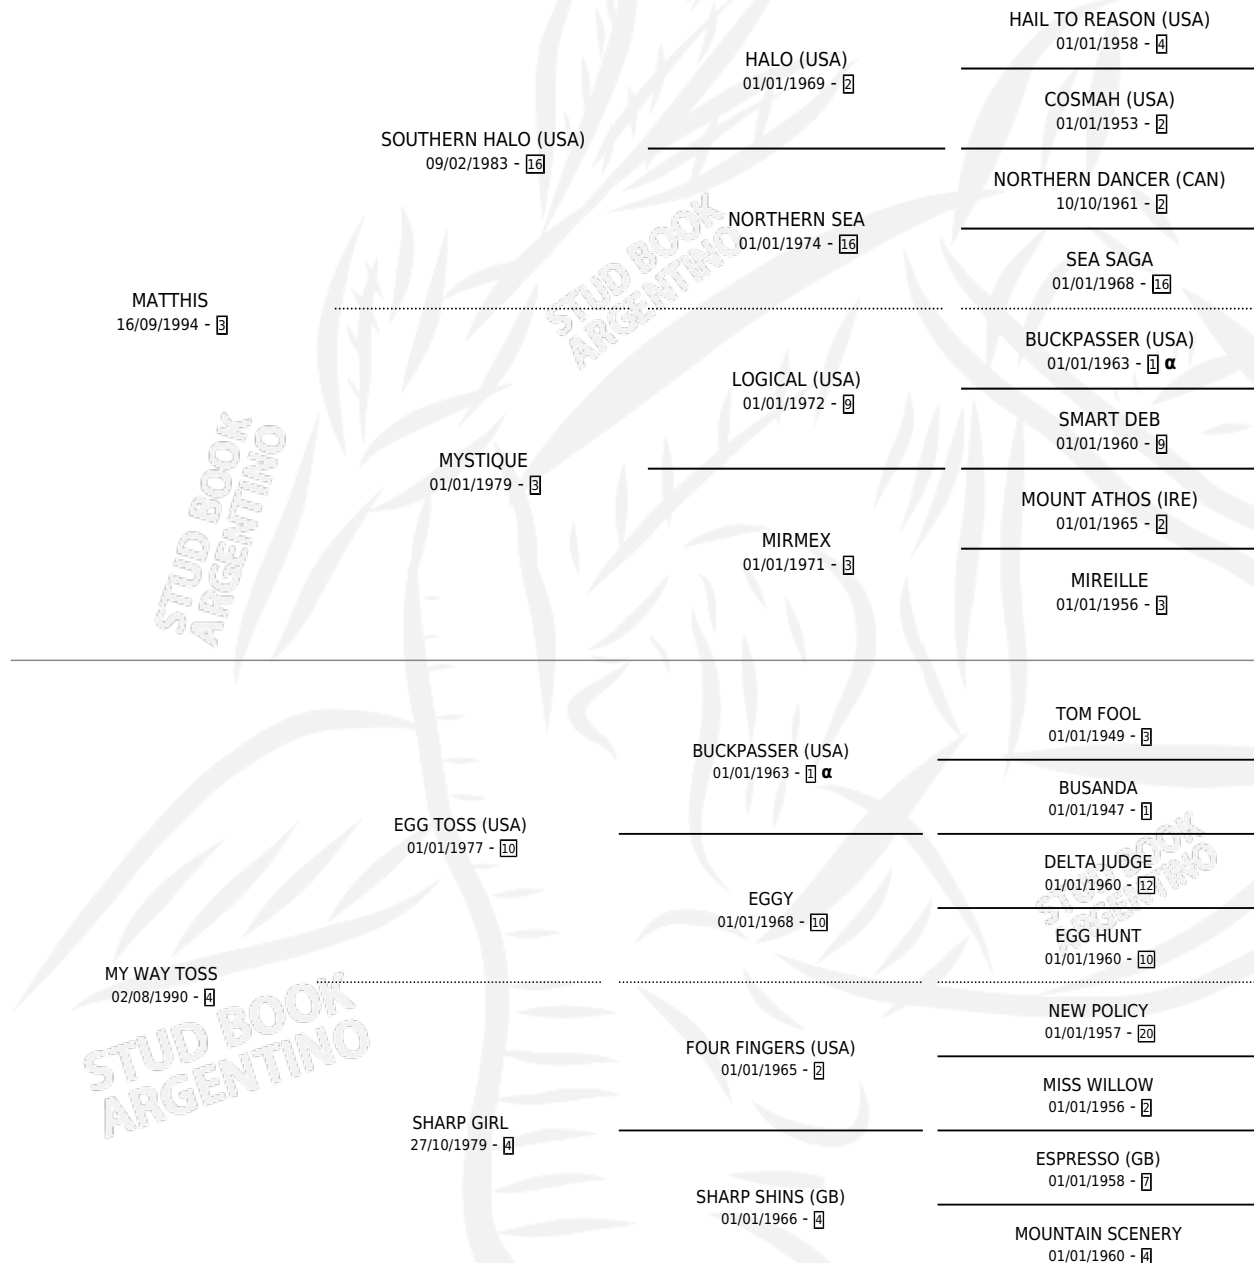 HAIL TO REASON (USA)
01/01/1958 - 4
HALO (USA)
01/01/1969 - 2
COSMAH (USA)
01/01/1953 - 2
SOUTHERN HALO (USA)
09/02/1983 - 16
NORTHERN DANCER (CAN)
10/10/1961 - 2
NORTHERN SEA
01/01/1974 - 16
SEA SAGA
01/01/1968 - 16
STUD BOOK
ARGENTINO
MATTHIS
16/09/1994 - 3
BUCKPASSER (USA)
01/01/1963 - 1 α
LOGICAL (USA)
01/01/1972 - 9
SMART DEB
01/01/1960 - 9
MYSTIQUE
01/01/1979 - 3
MOUNT ATHOS (IRE)
01/01/1965 - 2
MIRMEX
01/01/1971 - 3
MIREILLE
01/01/1956 - 3
STUD BOOK
ARGENTINO
TOM FOOL
01/01/1949 - 3
BUCKPASSER (USA)
01/01/1963 - 1 α
BUSANDA
01/01/1947 - 1
EGG TOSS (USA)
01/01/1977 - 10
DELTA JUDGE
01/01/1960 - 12
EGGY
01/01/1968 - 10
EGG HUNT
01/01/1960 - 10
STUD BOOK
ARGENTINO
MY WAY TOSS
02/08/1990 - 4
NEW POLICY
01/01/1957 - 20
FOUR FINGERS (USA)
01/01/1965 - 2
MISS WILLOW
01/01/1956 - 2
STUD BOOK
ARGENTINO
SHARP GIRL
27/10/1979 - 4
ESPRESSO (GB)
01/01/1958 - 7
SHARP SHINS (GB)
01/01/1966 - 4
MOUNTAIN SCENERY
01/01/1960 - 4